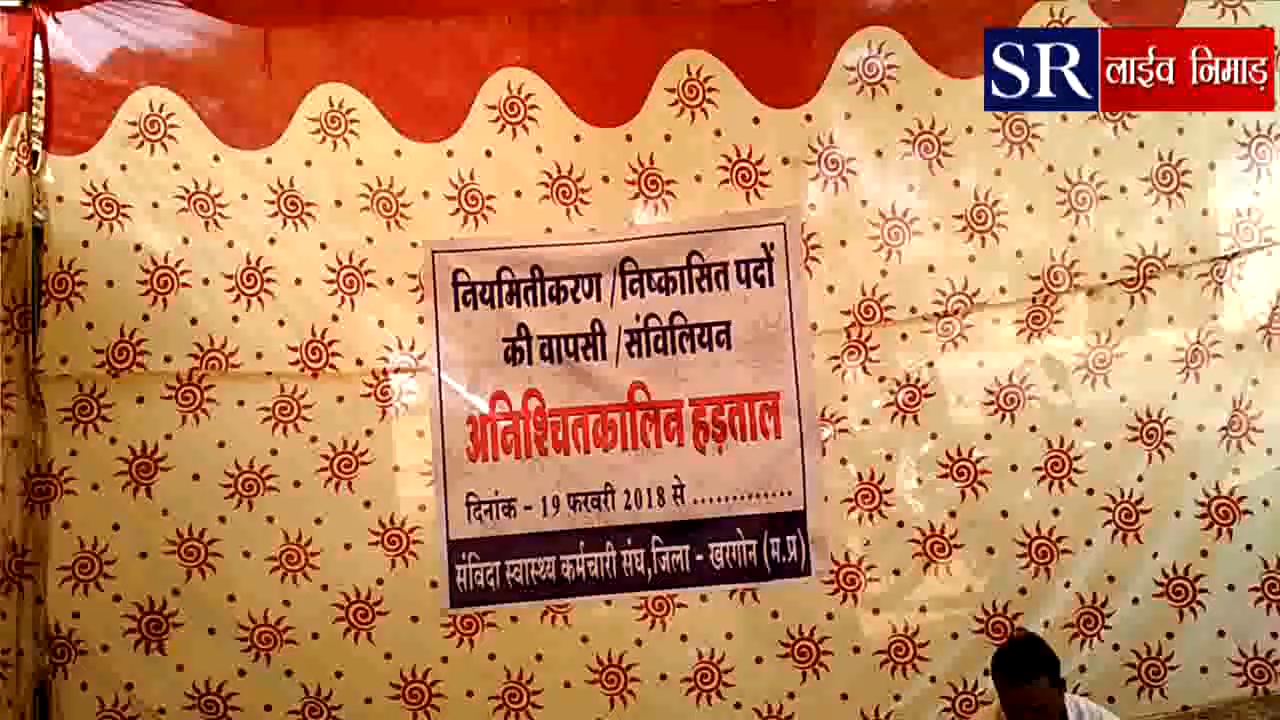 SR लाईव निमाड़
नियमितीकरण /निष्कासित पदों
की वापसी /संविलियन
अनिश्चितकालिन हड़ताल
दिनांक - 19 फरवरी 2018 से .............
संविदा स्वास्थ्य कर्मचारी संघ,जिला - खरगोन (म.प्र)